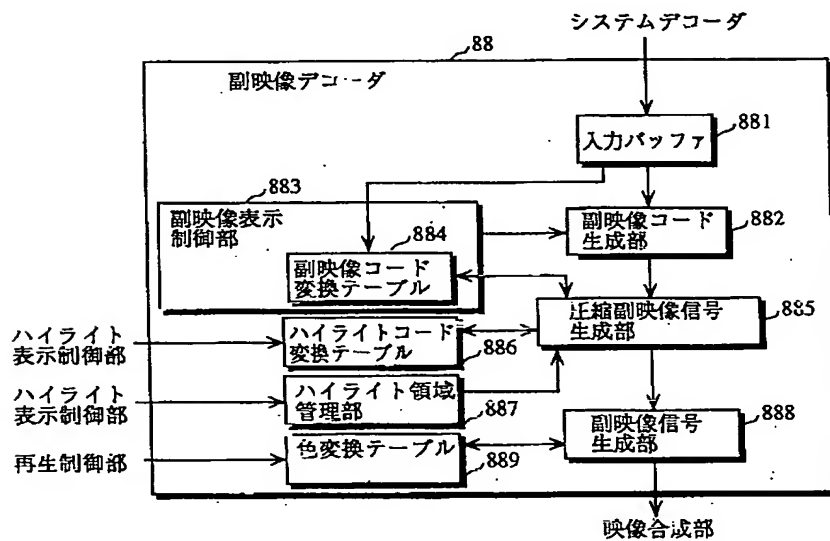 システムデコーダ
88
副映像デコーダ
881
入力バッファ
883
副映像表示
制御部
884
副映像コード
変換テーブル
副映像コード
生成部
882
圧縮副映像信号
生成部
885
ハイライト
表示制御部
ハイライトコード
変換テーブル
886
ハイライト
表示制御部
ハイライト領域
管理部
887
副映像信号
生成部
888
再生制御部
色変換テーブル
889
映像合成部